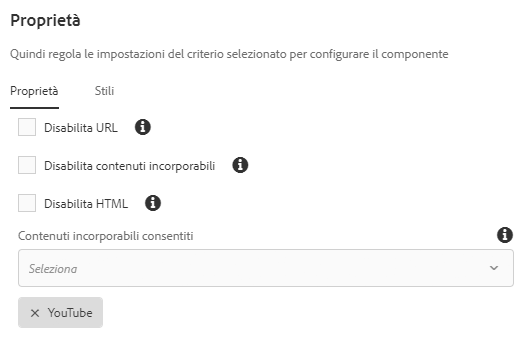 Proprietà
Quindi regola le impostazioni del criterio selezionato per configurare il componente
Proprietà
Stili
Disabilita URL
Disabilita contenuti incorporabili
Disabilita HTML
Contenuti incorporabili consentiti
Seleziona
YouTube